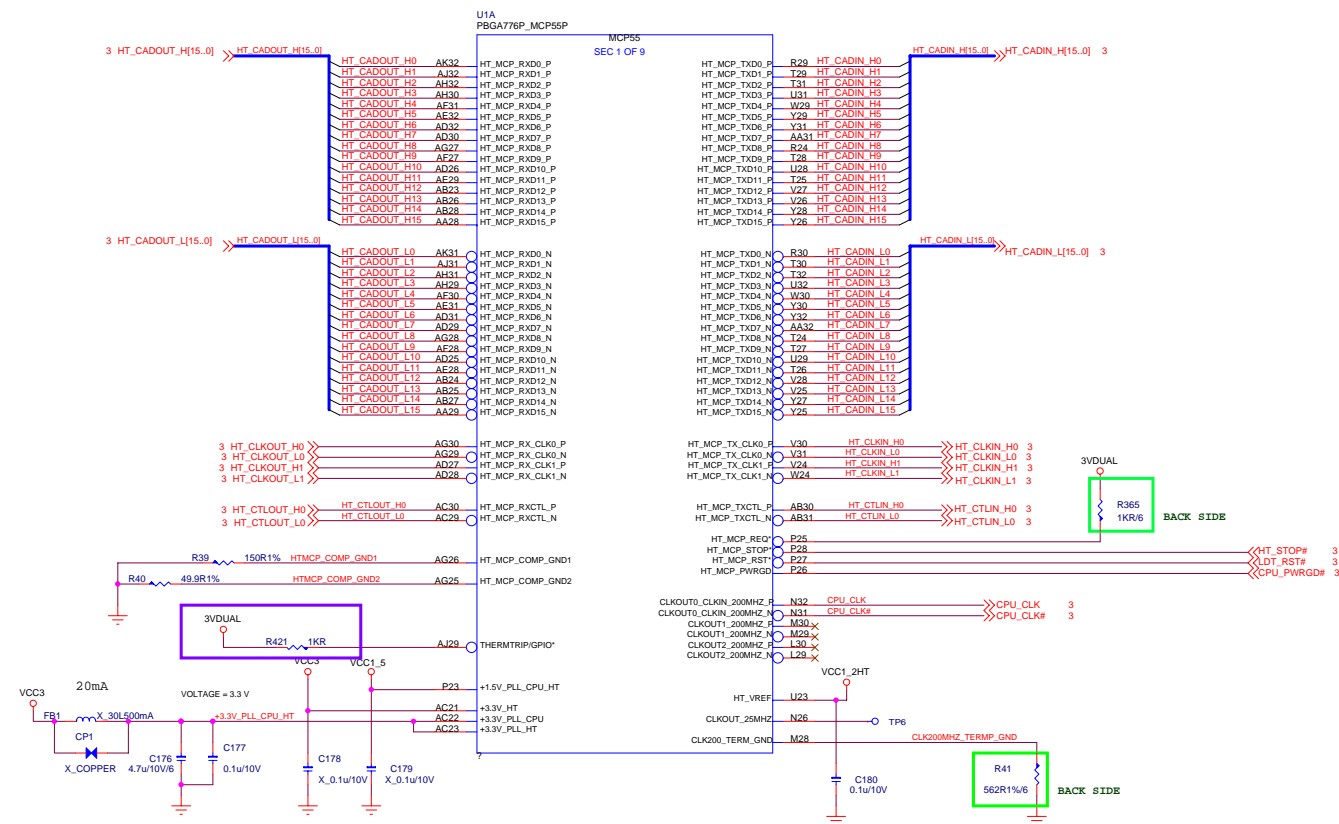 U1A
PBGA776P_MCP55P
MCP55
SEC 1 OF 9
3 HT_CADOUT_H[15..0] HT_CADOUT_H[15..0]
HT_CADOUT_H0 AK32 HT_MCP_RXD0_P
HT_CADOUT_H1 AJ32 HT_MCP_RXD1_P
HT_CADOUT_H2 AH32 HT_MCP_RXD2_P
HT_CADOUT_H3 AH30 HT_MCP_RXD3_P
HT_CADOUT_H4 AF31 HT_MCP_RXD4_P
HT_CADOUT_H5 AE32 HT_MCP_RXD5_P
HT_CADOUT_H6 AD32 HT_MCP_RXD6_P
HT_CADOUT_H7 AD30 HT_MCP_RXD7_P
HT_CADOUT_H8 AG27 HT_MCP_RXD8_P
HT_CADOUT_H9 AF27 HT_MCP_RXD9_P
HT_CADOUT_H10 AD26 HT_MCP_RXD10_P
HT_CADOUT_H11 AE29 HT_MCP_RXD11_P
HT_CADOUT_H12 AB23 HT_MCP_RXD12_P
HT_CADOUT_H13 AB26 HT_MCP_RXD13_P
HT_CADOUT_H14 AB28 HT_MCP_RXD14_P
HT_CADOUT_H15 AA28 HT_MCP_RXD15_P
3 HT_CADOUT_L[15..0] HT_CADOUT_L[15..0]
HT_CADOUT_L0 AK31 HT_MCP_RXD0_N
HT_CADOUT_L1 AJ31 HT_MCP_RXD1_N
HT_CADOUT_L2 AH31 HT_MCP_RXD2_N
HT_CADOUT_L3 AH29 HT_MCP_RXD3_N
HT_CADOUT_L4 AF30 HT_MCP_RXD4_N
HT_CADOUT_L5 AE31 HT_MCP_RXD5_N
HT_CADOUT_L6 AD31 HT_MCP_RXD6_N
HT_CADOUT_L7 AD29 HT_MCP_RXD7_N
HT_CADOUT_L8 AG28 HT_MCP_RXD8_N
HT_CADOUT_L9 AF28 HT_MCP_RXD9_N
HT_CADOUT_L10 AD25 HT_MCP_RXD10_N
HT_CADOUT_L11 AE28 HT_MCP_RXD11_N
HT_CADOUT_L12 AB24 HT_MCP_RXD12_N
HT_CADOUT_L13 AB25 HT_MCP_RXD13_N
HT_CADOUT_L14 AB27 HT_MCP_RXD14_N
HT_CADOUT_L15 AA29 HT_MCP_RXD15_N
3 HT_CLKOUT_H0 AG30 HT_MCP_RX_CLK0_P
3 HT_CLKOUT_L0 AG29 HT_MCP_RX_CLK0_N
3 HT_CLKOUT_H1 AD27 HT_MCP_RX_CLK1_P
3 HT_CLKOUT_L1 AD28 HT_MCP_RX_CLK1_N
3 HT_CTLOUT_H0 HT_CTLOUT_H0 AC30 HT_MCP_RXCTL_P
3 HT_CTLOUT_L0 HT_CTLOUT_L0 AC29 HT_MCP_RXCTL_N
R39 150R1% HTMCP_COMP_GND1 AG26 HT_MCP_COMP_GND1
R40 49.9R1% HTMCP_COMP_GND2 AG25 HT_MCP_COMP_GND2
3VDUAL
R421 1KR AJ29 THERMTRIP/GPIO*
VCC3 VCC1_5
P23 +1.5V_PLL_CPU_HT
AC21 +3.3V_HT
AC22 +3.3V_PLL_CPU
AC23 +3.3V_PLL_HT
VCC3 20mA VOLTAGE = 3.3 V
FB1 X_30L500mA +3.3V_PLL_CPU_HT
CP1
X_COPPER
C176
4.7u/10V/6
C177
0.1u/10V
C178
X_0.1u/10V
C179
X_0.1u/10V
?
HT_CADIN_H[15..0] HT_CADIN_H[15..0] 3
HT_MCP_TXD0_P R29 HT_CADIN_H0
HT_MCP_TXD1_P T29 HT_CADIN_H1
HT_MCP_TXD2_P T31 HT_CADIN_H2
HT_MCP_TXD3_P U31 HT_CADIN_H3
HT_MCP_TXD4_P W29 HT_CADIN_H4
HT_MCP_TXD5_P Y29 HT_CADIN_H5
HT_MCP_TXD6_P Y31 HT_CADIN_H6
HT_MCP_TXD7_P AA31 HT_CADIN_H7
HT_MCP_TXD8_P R24 HT_CADIN_H8
HT_MCP_TXD9_P T28 HT_CADIN_H9
HT_MCP_TXD10_P U28 HT_CADIN_H10
HT_MCP_TXD11_P T25 HT_CADIN_H11
HT_MCP_TXD12_P V27 HT_CADIN_H12
HT_MCP_TXD13_P V26 HT_CADIN_H13
HT_MCP_TXD14_P Y28 HT_CADIN_H14
HT_MCP_TXD15_P Y26 HT_CADIN_H15
HT_CADIN_L[15..0] HT_CADIN_L[15..0] 3
HT_MCP_TXD0_N R30 HT_CADIN_L0
HT_MCP_TXD1_N T30 HT_CADIN_L1
HT_MCP_TXD2_N T32 HT_CADIN_L2
HT_MCP_TXD3_N U32 HT_CADIN_L3
HT_MCP_TXD4_N W30 HT_CADIN_L4
HT_MCP_TXD5_N Y30 HT_CADIN_L5
HT_MCP_TXD6_N Y32 HT_CADIN_L6
HT_MCP_TXD7_N AA32 HT_CADIN_L7
HT_MCP_TXD8_N T24 HT_CADIN_L8
HT_MCP_TXD9_N T27 HT_CADIN_L9
HT_MCP_TXD10_N U29 HT_CADIN_L10
HT_MCP_TXD11_N T26 HT_CADIN_L11
HT_MCP_TXD12_N V28 HT_CADIN_L12
HT_MCP_TXD13_N V25 HT_CADIN_L13
HT_MCP_TXD14_N Y27 HT_CADIN_L14
HT_MCP_TXD15_N Y25 HT_CADIN_L15
HT_MCP_TX_CLK0_P V30 HT_CLKIN_H0 HT_CLKIN_H0 3
HT_MCP_TX_CLK0_N V31 HT_CLKIN_L0 HT_CLKIN_L0 3
HT_MCP_TX_CLK1_P V24 HT_CLKIN_H1 HT_CLKIN_H1 3
HT_MCP_TX_CLK1_N W24 HT_CLKIN_L1 HT_CLKIN_L1 3
HT_MCP_TXCTL_P AB30 HT_CTLIN_H0 HT_CTLIN_H0 3
HT_MCP_TXCTL_N AB31 HT_CTLIN_L0 HT_CTLIN_L0 3
3VDUAL
R365
1KR/6
BACK SIDE
HT_MCP_REQ* P25
HT_MCP_STOP* P28 HT_STOP# 3
HT_MCP_RST* P27 LDT_RST# 3
HT_MCP_PWRGD P26 CPU_PWRGD# 3
CLKOUT0_CLKIN_200MHZ_P N32 CPU_CLK CPU_CLK 3
CLKOUT0_CLKIN_200MHZ_N N31 CPU_CLK# CPU_CLK# 3
CLKOUT1_200MHZ_P M30
CLKOUT1_200MHZ_N M29
CLKOUT2_200MHZ_P L30
CLKOUT2_200MHZ_N L29
VCC1_2HT
HT_VREF U23
CLKOUT_25MHZ N26 TP6
CLK200_TERM_GND M28 CLK200MHZ_TERMP_GND
C180
0.1u/10V
R41
562R1%/6
BACK SIDE